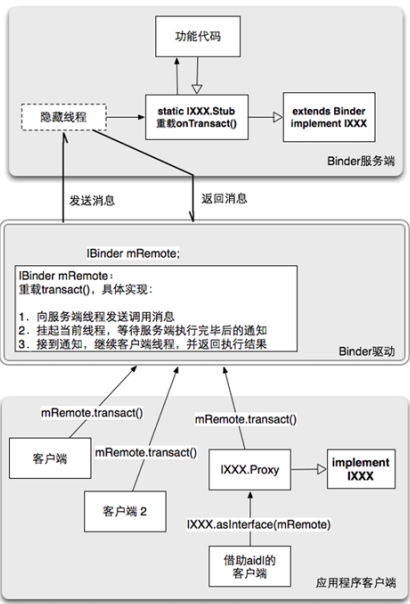 功能代码
隐藏线程
static IXXX.Stub
重载onTransact()
extends Binder
implement IXXX
Binder服务端
发送消息
返回消息
IBinder mRemote;
IBinder mRemote:
重载transact(),具体实现:
1.向服务端线程发送调用消息
2.挂起当前线程,等待服务端执行完毕后的通知
3.接到通知,继续客户端线程,并返回执行结果
Binder驱动
mRemote.transact()
mRemote.transact()
mRemote.transact()
客户端
IXXX.Proxy
implement
IXXX
客户端 2
IXXX.asInterface(mRemote)
借助aidl的
客户端
应用程序客户端